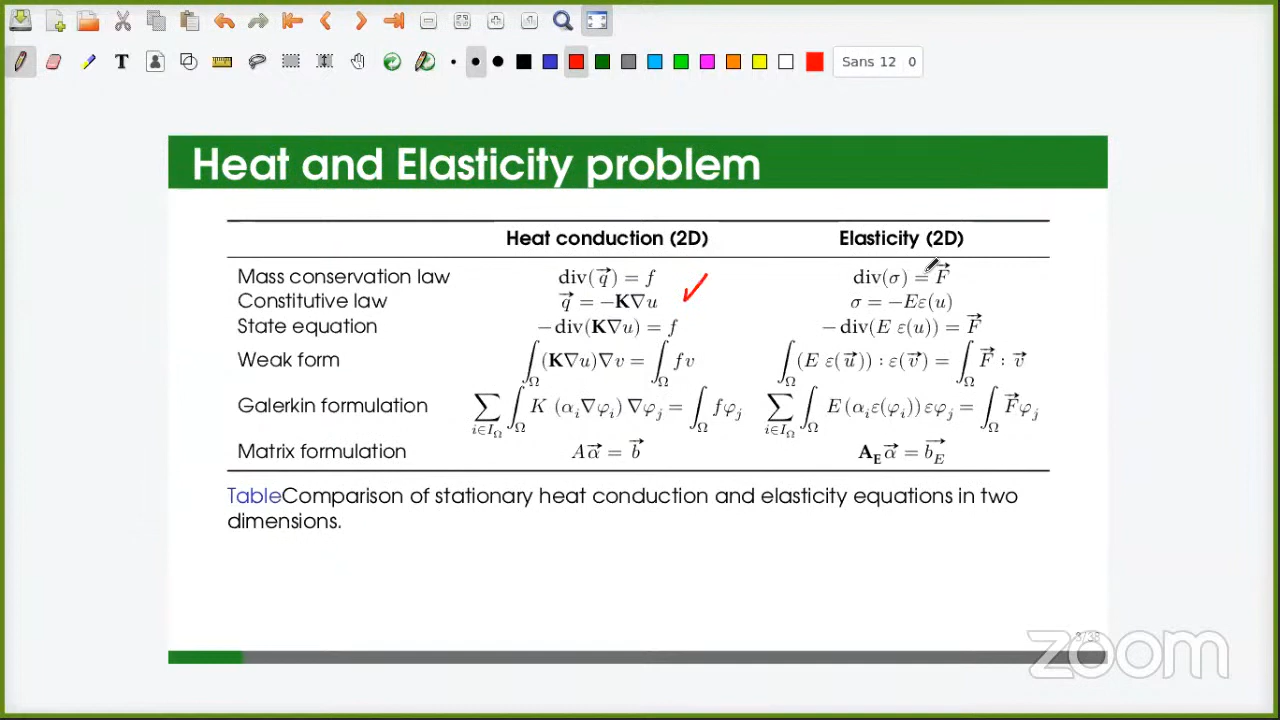 T Sans 12 0
Heat and Elasticity problem
Heat conduction (2D) Elasticity (2D)
Mass conservation law div(q⃗) = f div(σ) = F⃗
Constitutive law q⃗ = −K∇u σ = −Eε(u)
State equation −div(K∇u) = f −div(E ε(u)) = F⃗
Weak form ∫_Ω (K∇u)∇v = ∫_Ω fv ∫_Ω (E ε(u⃗)) : ε(v⃗) = ∫_Ω F⃗ : v⃗
Galerkin formulation ∑_{i∈I_Ω} ∫_Ω K (α_i∇φ_i) ∇φ_j = ∫_Ω fφ_j ∑_{i∈I_Ω} ∫_Ω E (α_iε(φ_i)) εφ_j = ∫_Ω F⃗φ_j
Matrix formulation Aα⃗ = b⃗ A_E α⃗ = b_E⃗
TableComparison of stationary heat conduction and elasticity equations in two
dimensions.
3/38
zoom